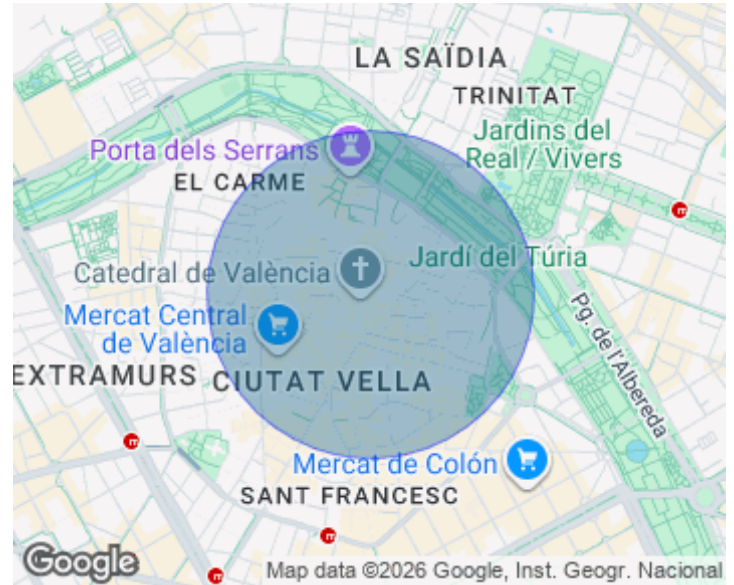 LA SAÏDIA
TRINITAT
Jardins del
Real / Vivers
Porta dels Serrans
EL CARME
Jardí del Túria
Catedral de València
Mercat Central
de València
Pg. de l'Albereda
EXTRAMURS
CIUTAT VELLA
Mercat de Colón
SANT FRANCESC
Google
Map data ©2026 Google, Inst. Geogr. Nacional